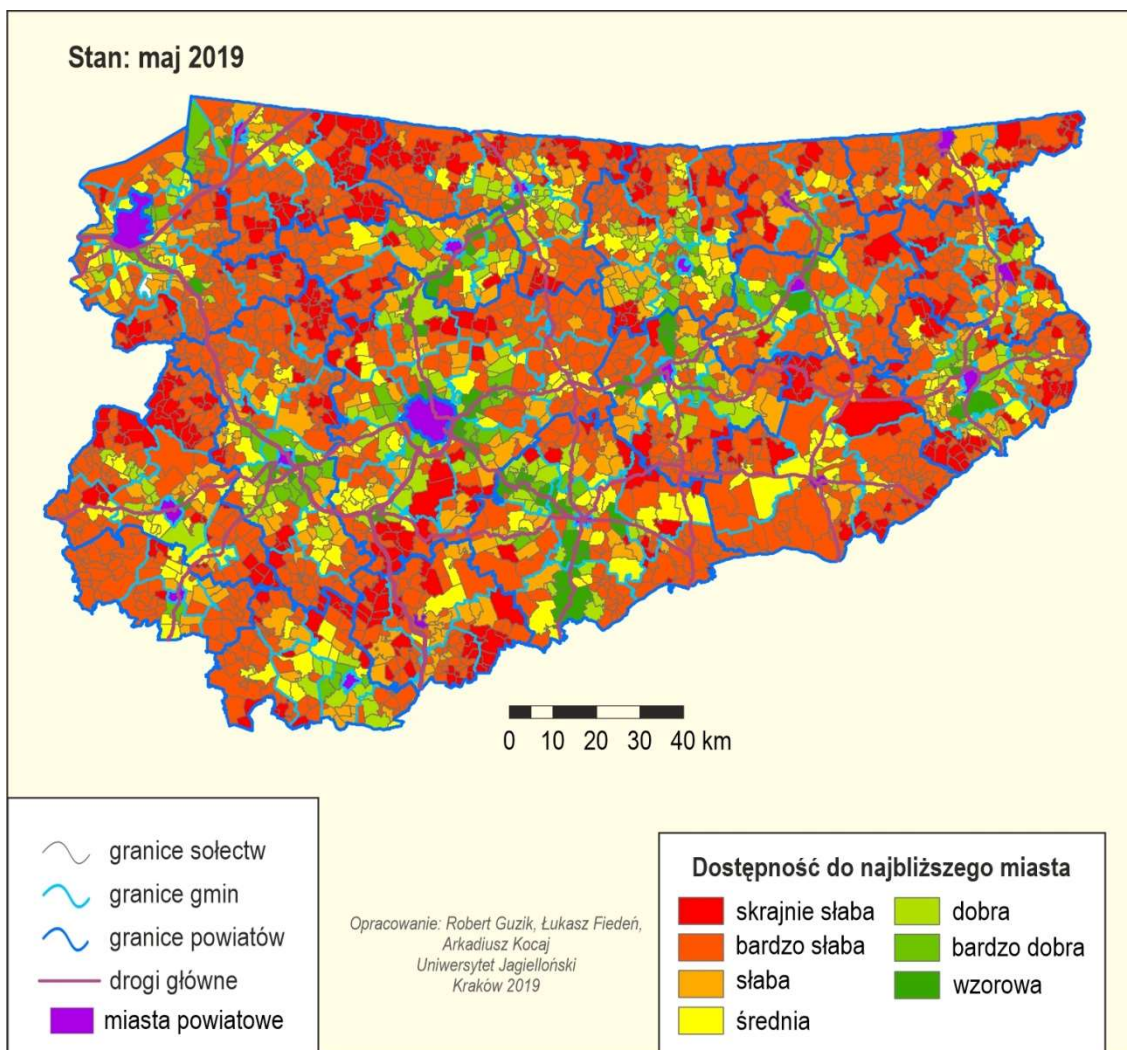 Stan: maj 2019
0 10 20 30 40 km
granice sołectw
granice gmin
granice powiatów
drogi główne
miasta powiatowe
Opracowanie: Robert Guzik, Łukasz Fiedeń,
Arkadiusz Kocaj
Uniwersytet Jagielloński
Kraków 2019
Dostępność do najbliższego miasta
skrajnie słaba
bardzo słaba
słaba
średnia
dobra
bardzo dobra
wzorowa